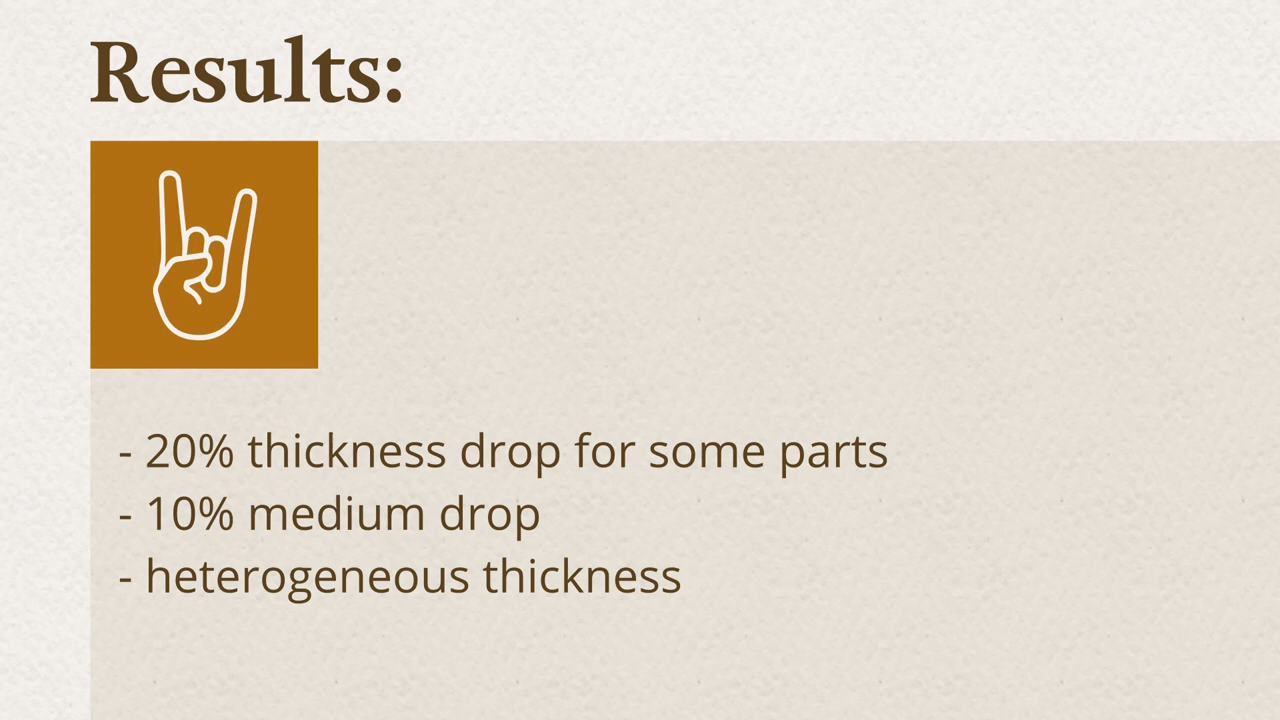 Results:
- 20% thickness drop for some parts
- 10% medium drop
- heterogeneous thickness